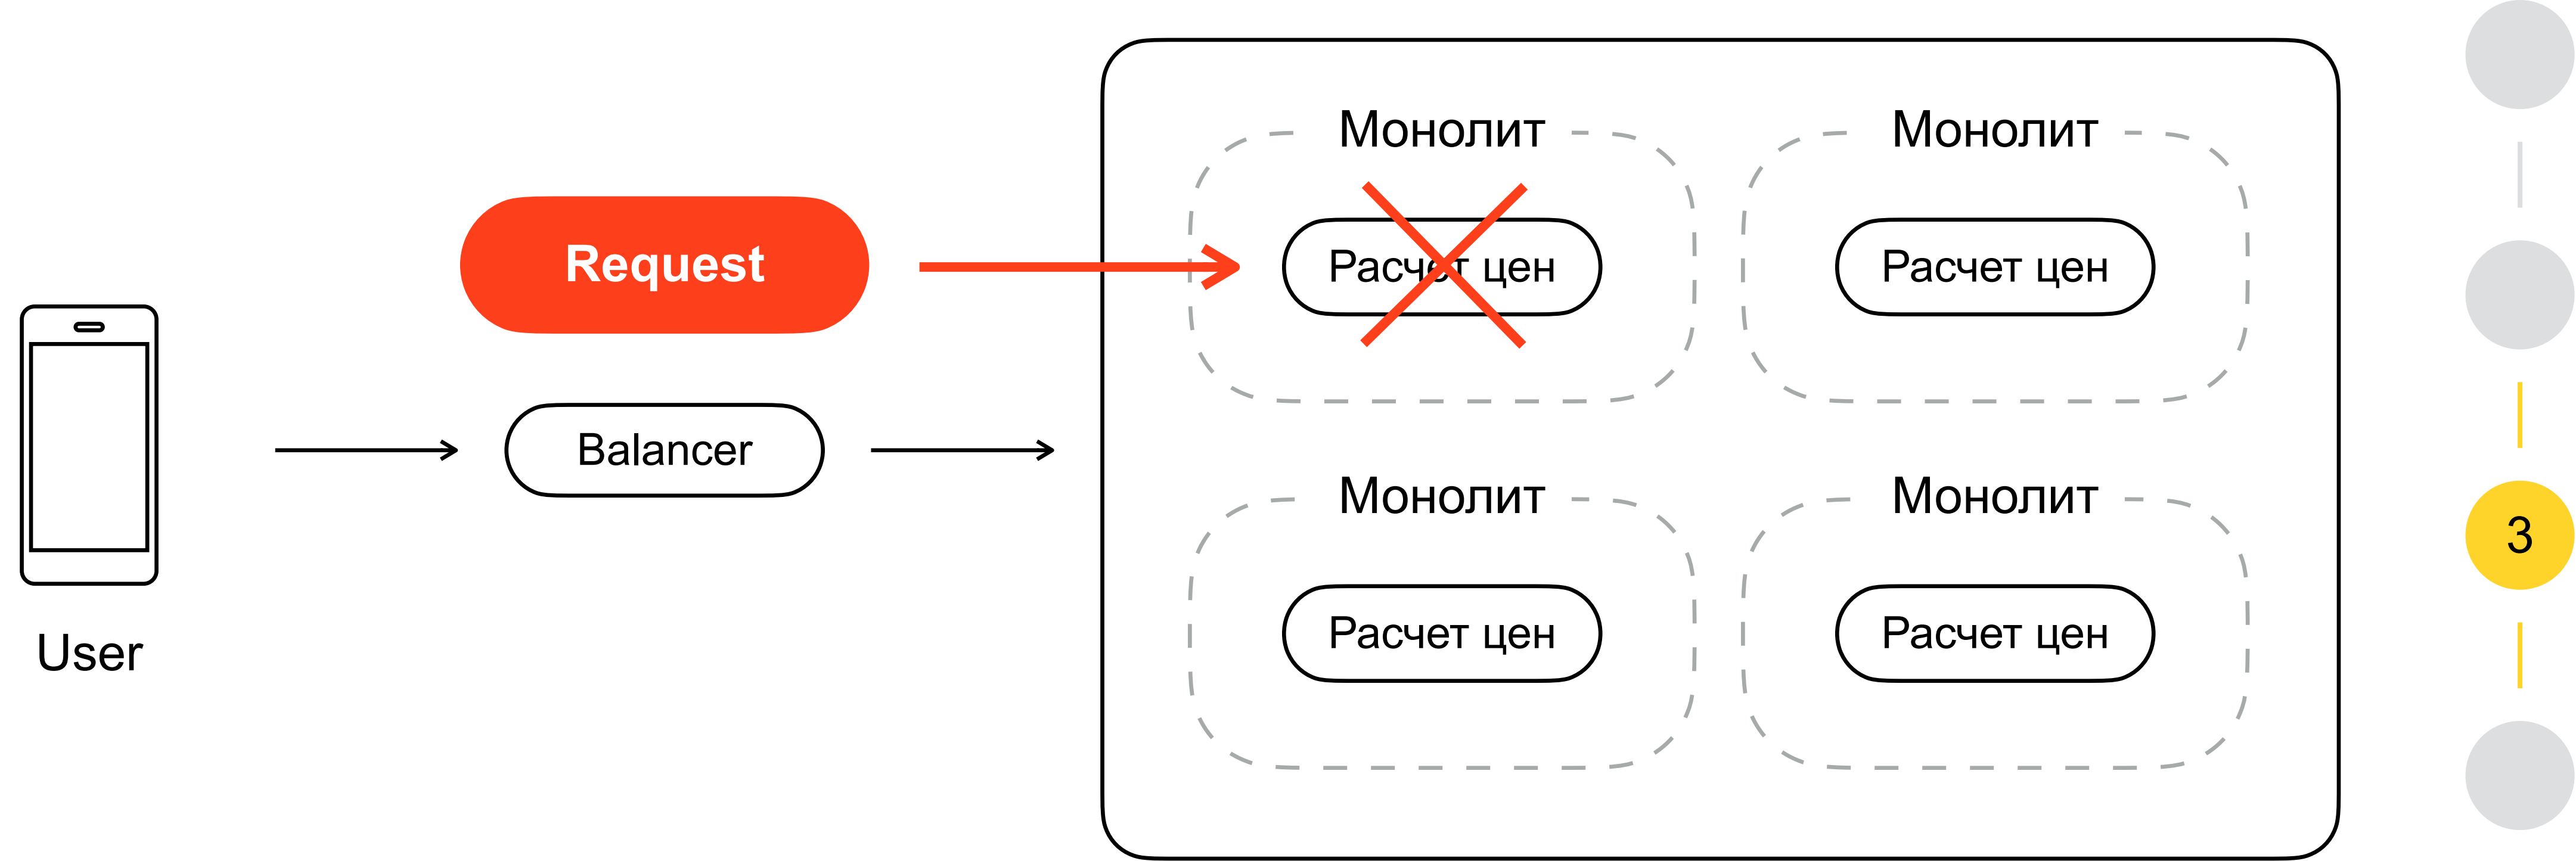 Монолит
Монолит
Request
Расчет цен
Расчет цен
Balancer
Монолит
Монолит
3
Расчет цен
Расчет цен
User